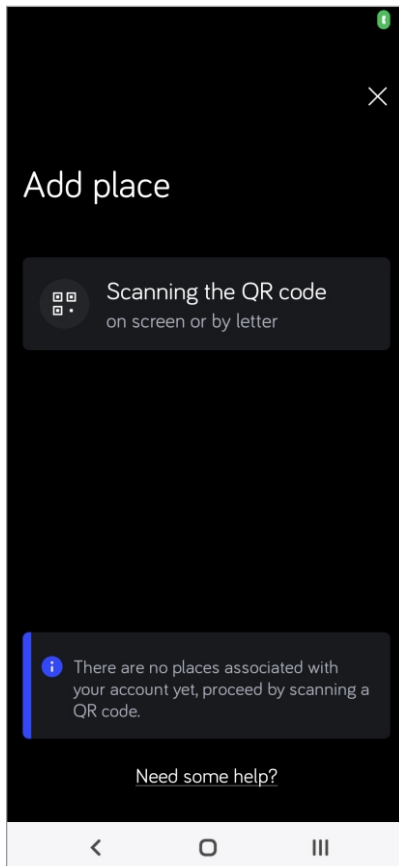 Add place
Scanning the QR code
on screen or by letter
There are no places associated with
your account yet, proceed by scanning a
QR code.
Need some help?